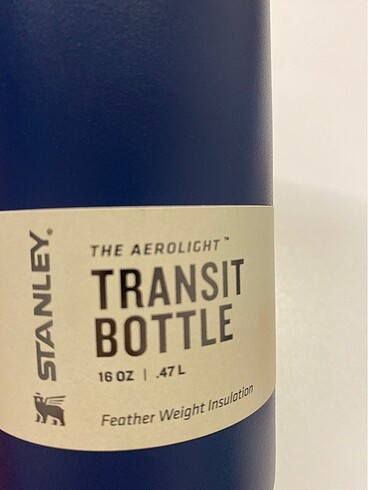 STANLEY®
THE AEROLIGHT™
TRANSIT
BOTTLE
16 OZ | .47 L
Feather Weight Insulation